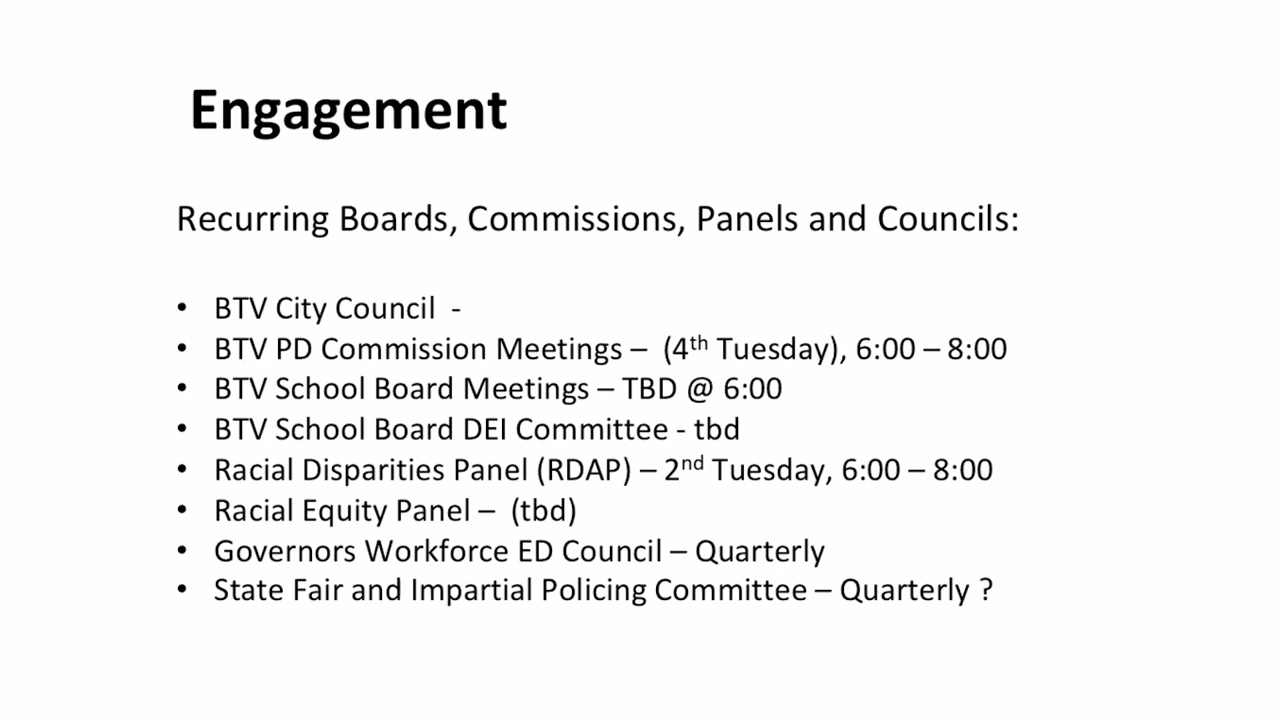 Engagement
Recurring Boards, Commissions, Panels and Councils:
• BTV City Council -
• BTV PD Commission Meetings – (4th Tuesday), 6:00 – 8:00
• BTV School Board Meetings – TBD @ 6:00
• BTV School Board DEI Committee - tbd
• Racial Disparities Panel (RDAP) – 2nd Tuesday, 6:00 – 8:00
• Racial Equity Panel – (tbd)
• Governors Workforce ED Council – Quarterly
• State Fair and Impartial Policing Committee – Quarterly ?